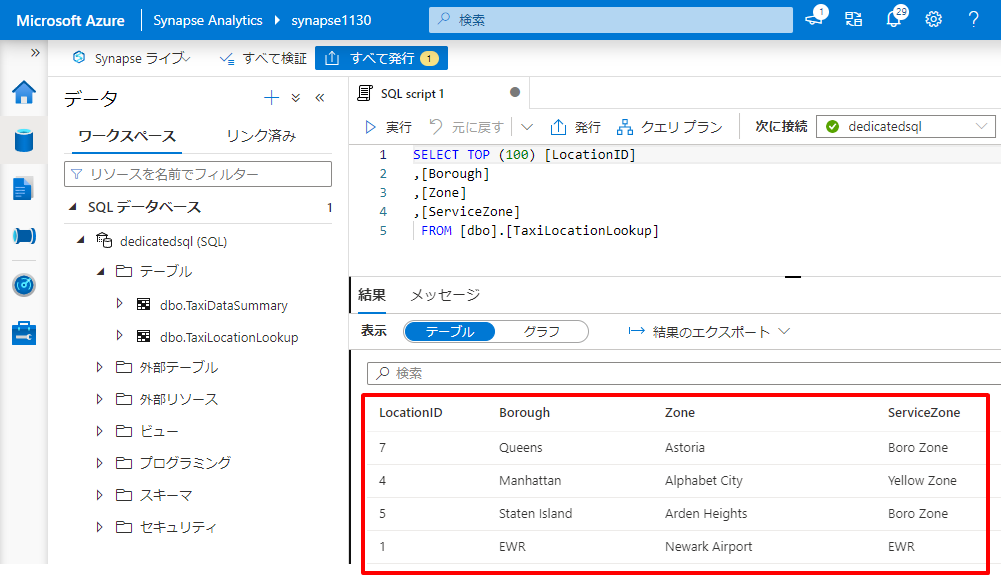 Microsoft Azure
Synapse Analytics
synapse1130
検索
1
29
?
»
Synapse ライブ
すべて検証
すべて発行 1
データ
ワークスペース
リンク済み
リソースを名前でフィルター
SQL データベース 1
dedicatedsql (SQL)
テーブル
dbo.TaxiDataSummary
dbo.TaxiLocationLookup
外部テーブル
外部リソース
ビュー
プログラミング
スキーマ
セキュリティ
SQL script 1
実行 元に戻す 発行 クエリ プラン 次に接続 dedicatedsql
1 SELECT TOP (100) [LocationID]
2 ,[Borough]
3 ,[Zone]
4 ,[ServiceZone]
5 FROM [dbo].[TaxiLocationLookup]
結果 メッセージ
表示 テーブル グラフ 結果のエクスポート
検索
LocationID Borough Zone ServiceZone
7 Queens Astoria Boro Zone
4 Manhattan Alphabet City Yellow Zone
5 Staten Island Arden Heights Boro Zone
1 EWR Newark Airport EWR